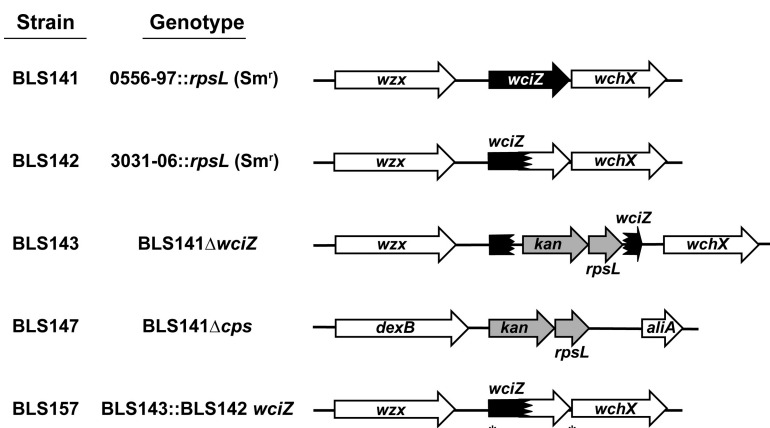 Strain Genotype
BLS141 0556-97::rpsL (Smʳ) wzx wciZ wchX
wciZ
BLS142 3031-06::rpsL (Smʳ) wzx wchX
wciZ
BLS143 BLS141ΔwciZ wzx kan wchX
rpsL
BLS147 BLS141Δcps dexB kan aliA
rpsL
wciZ
BLS157 BLS143::BLS142 wciZ wzx wchX
* *